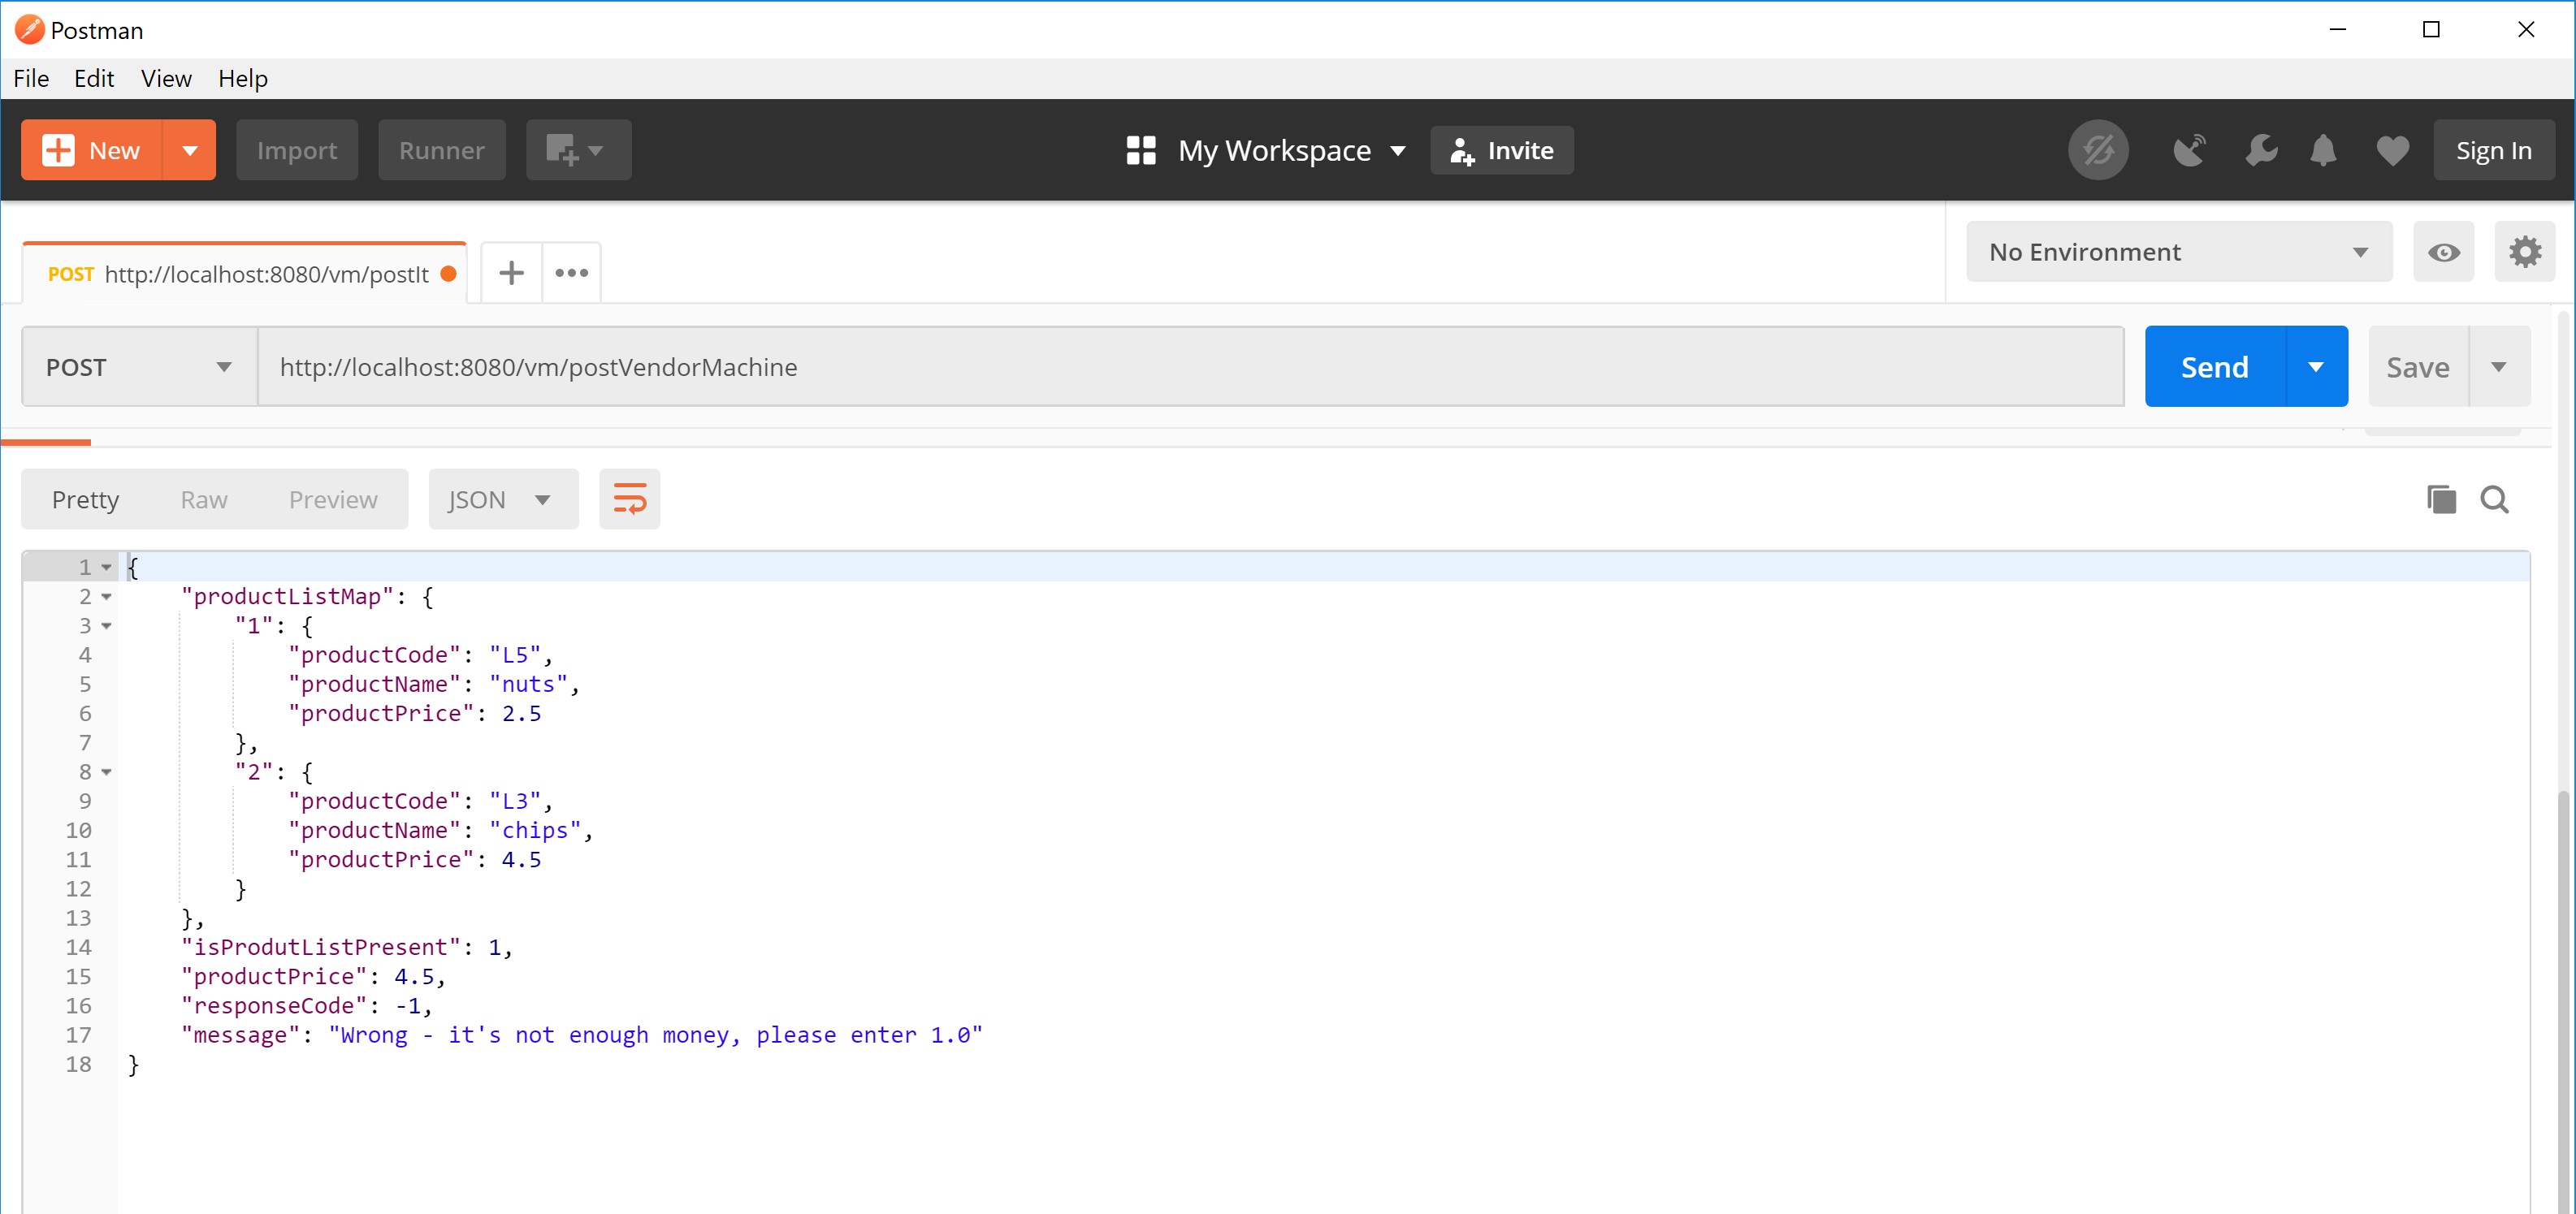 Postman
File Edit View Help
New Import Runner My Workspace Invite Sign In
POST http://localhost:8080/vm/postIt No Environment
POST http://localhost:8080/vm/postVendorMachine Send Save
Pretty Raw Preview JSON
1 {
2 "productListMap": {
3 "1": {
4 "productCode": "L5",
5 "productName": "nuts",
6 "productPrice": 2.5
7 },
8 "2": {
9 "productCode": "L3",
10 "productName": "chips",
11 "productPrice": 4.5
12 }
13 },
14 "isProdutListPresent": 1,
15 "productPrice": 4.5,
16 "responseCode": -1,
17 "message": "Wrong - it's not enough money, please enter 1.0"
18 }